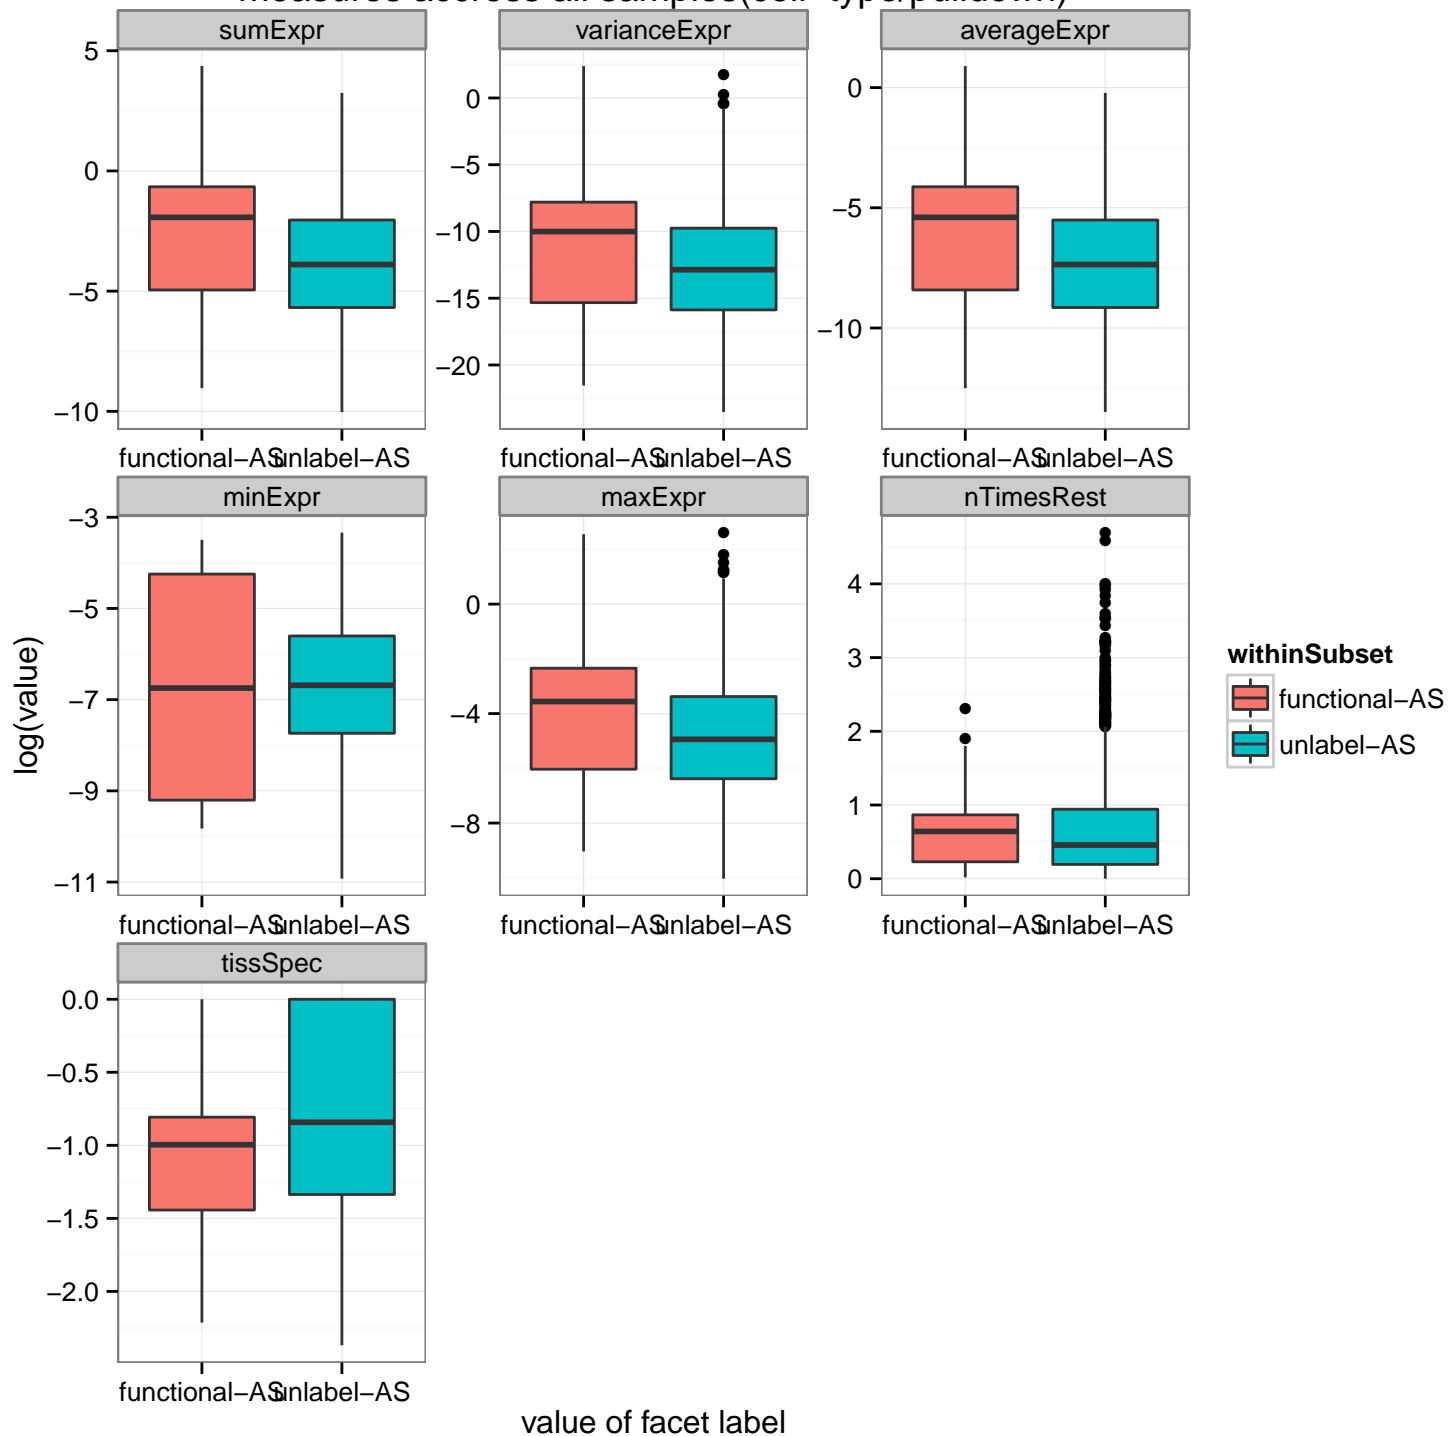 sumExpr varianceExpr averageExpr
5
0
−5
−10
0
−5
−10
−15
−20
0
−5
−10
functional−AS unlabel−AS functional−AS unlabel−AS functional−AS unlabel−AS
minExpr maxExpr nTimesRest
−3
−5
−7
−9
−11
0
−4
−8
4
3
2
1
0
functional−AS unlabel−AS functional−AS unlabel−AS functional−AS unlabel−AS
log(value)
withinSubset
functional−AS
unlabel−AS
tissSpec
0.0
−0.5
−1.0
−1.5
−2.0
functional−AS unlabel−AS
value of facet label